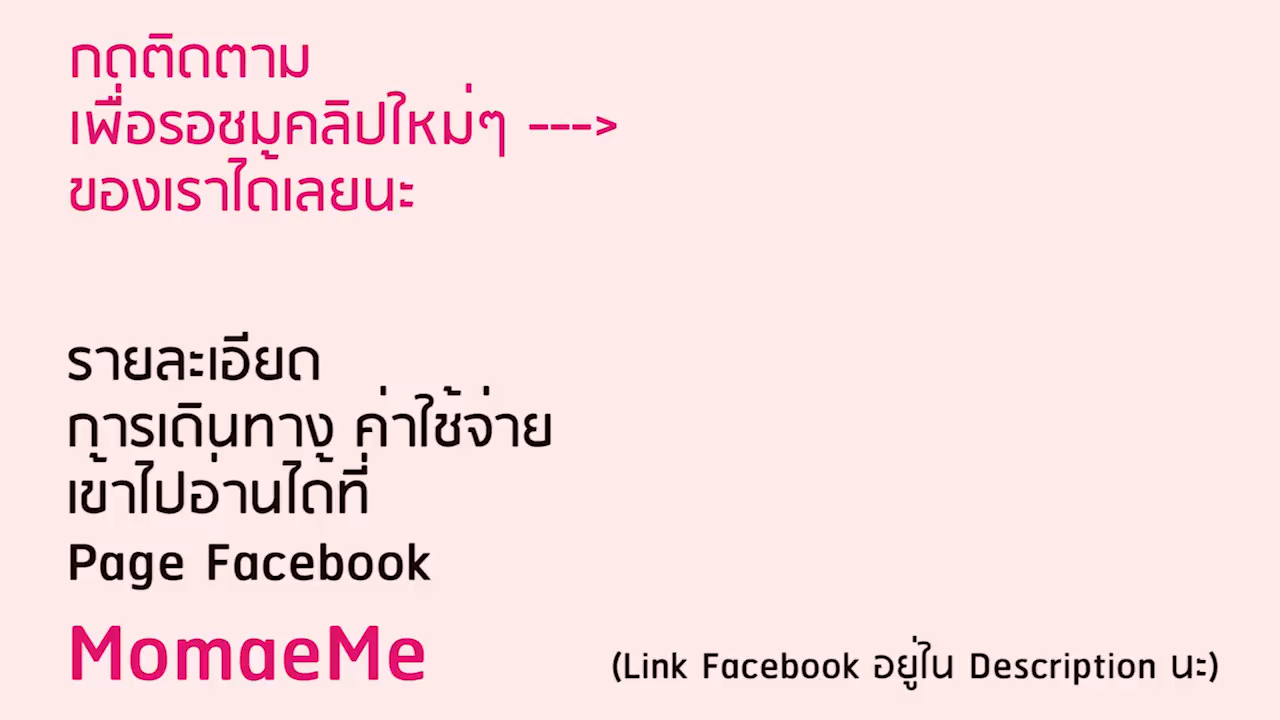 กดติดตาม
เพื่อรอชมคลิปใหม่ๆ --->
ของเราได้เลยนะ
รายละเอียด
การเดินทาง ค่าใช้จ่าย
เข้าไปอ่านได้ที่
Page Facebook
MomaeMe
(Link Facebook อยู่ใน Description นะ)